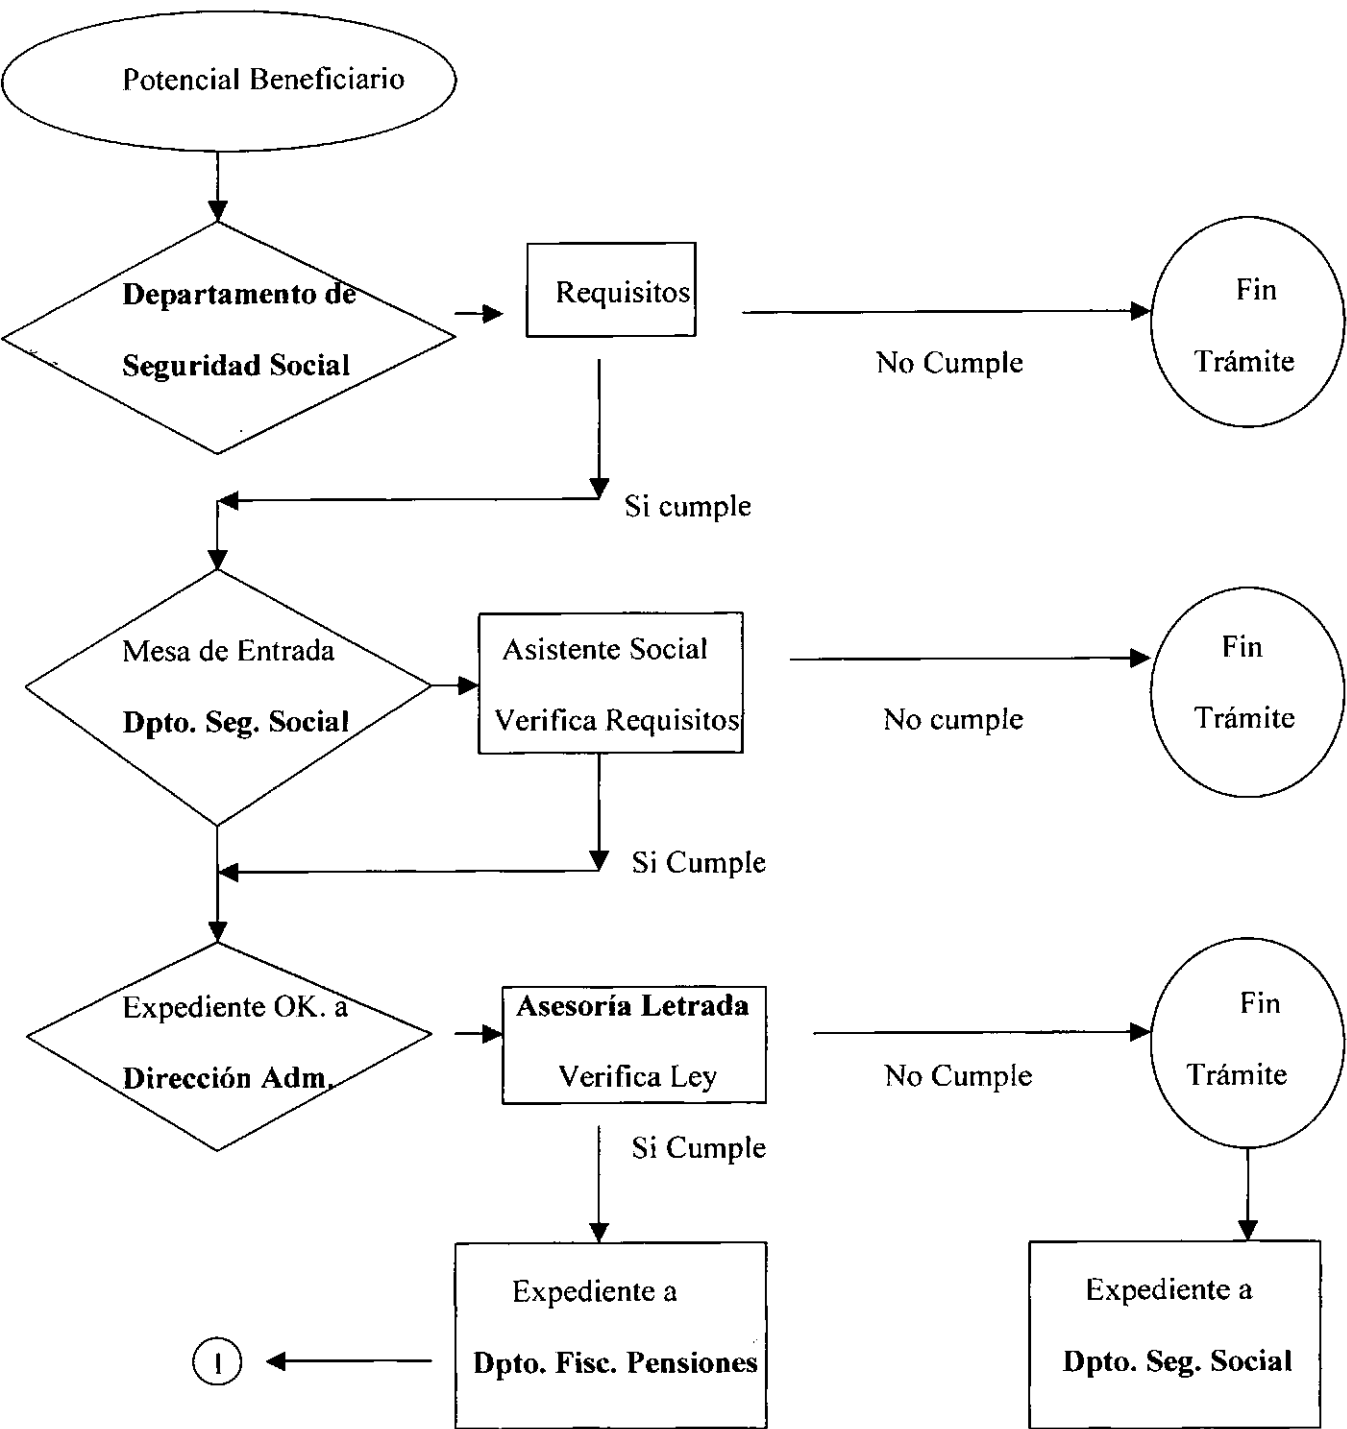 Potencial Beneficiario
Departamento de
Seguridad Social
Requisitos
No Cumple
Fin
Trámite
Si cumple
Mesa de Entrada
Dpto. Seg. Social
Asistente Social
Verifica Requisitos
No cumple
Fin
Trámite
Si Cumple
Expediente OK. a
Dirección Adm.
Asesoría Letrada
Verifica Ley
No Cumple
Fin
Trámite
Si Cumple
Expediente a
Dpto. Fisc. Pensiones
Expediente a
Dpto. Seg. Social
1